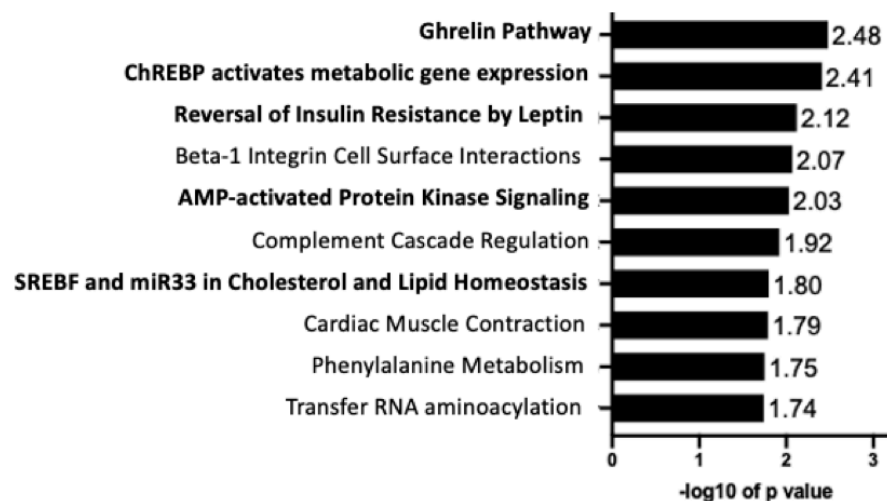 Ghrelin Pathway 2.48
ChREBP activates metabolic gene expression 2.41
Reversal of Insulin Resistance by Leptin 2.12
Beta-1 Integrin Cell Surface Interactions 2.07
AMP-activated Protein Kinase Signaling 2.03
Complement Cascade Regulation 1.92
SREBF and miR33 in Cholesterol and Lipid Homeostasis 1.80
Cardiac Muscle Contraction 1.79
Phenylalanine Metabolism 1.75
Transfer RNA aminoacylation 1.74
0 1 2 3
-log10 of p value